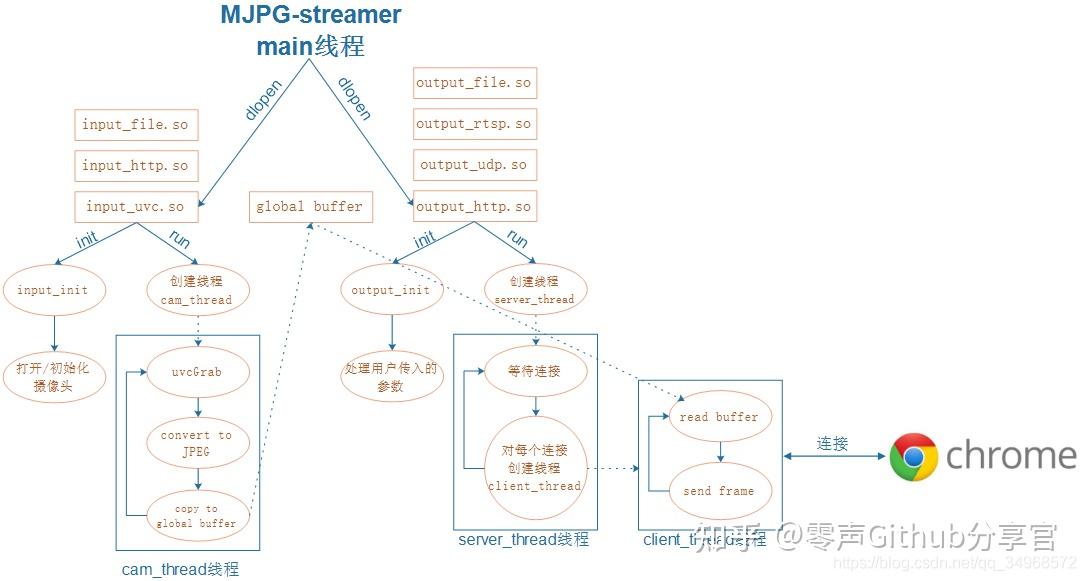 MJPG-streamer
main线程
dlopen
dlopen
input_file.so
input_http.so
input_uvc.so
output_file.so
output_rtsp.so
output_udp.so
output_http.so
global buffer
init
run
input_init
创建线程
cam_thread
打开/初始化
摄像头
uvcGrab
convert to
JPEG
copy to
global buffer
cam_thread线程
init
run
output_init
创建线程
server_thread
处理用户传入的
参数
等待连接
对每个连接
创建线程
client_thread
server_thread线程
read buffer
send frame
client_thread线程
连接
chrome
知乎 @零声Github分享官
https://blog.csdn.net/qq_34968572